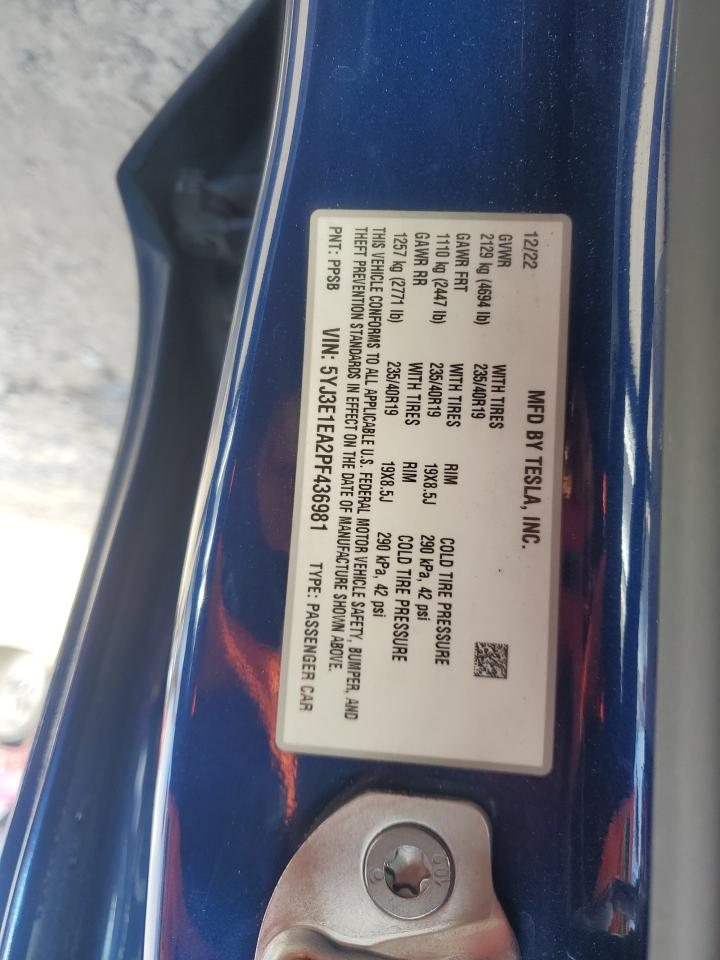 MFD BY TESLA, INC.
12/22
GVWR
2129 kg (4694 lb) WITH TIRES
235/40R19
GAWR FRT WITH TIRES RIM COLD TIRE PRESSURE
1110 kg (2447 lb) 235/40R19 19X8.5J 290 kPa, 42 psi
GAWR RR WITH TIRES RIM COLD TIRE PRESSURE
1257 kg (2771 lb) 235/40R19 19X8.5J 290 kPa, 42 psi
THIS VEHICLE CONFORMS TO ALL APPLICABLE U.S. FEDERAL MOTOR VEHICLE SAFETY, BUMPER, AND
THEFT PREVENTION STANDARDS IN EFFECT ON THE DATE OF MANUFACTURE SHOWN ABOVE.
PNT: PPSB VIN: 5YJ3E1EA2PF436981 TYPE: PASSENGER CAR